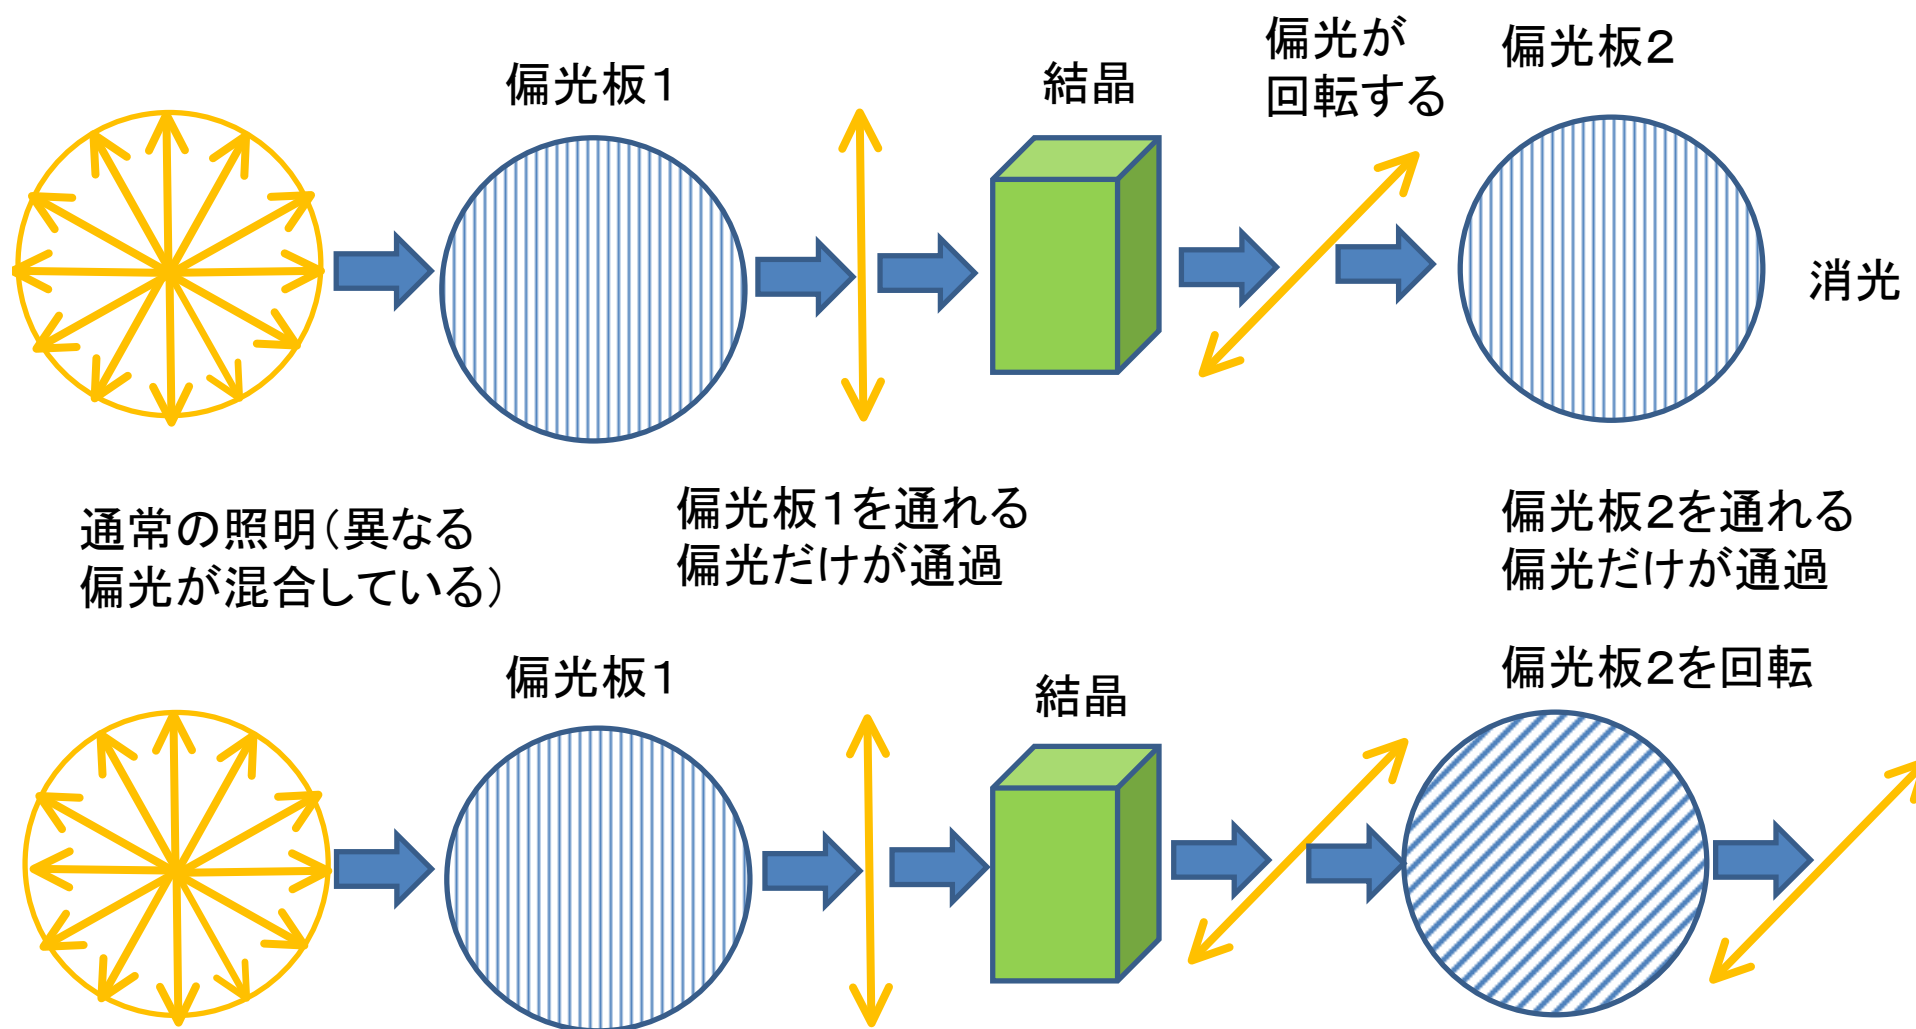 偏光板1
結晶
偏光が
回転する
偏光板2
消光
通常の照明(異なる
偏光が混合している)
偏光板1を通れる
偏光だけが通過
偏光板2を通れる
偏光だけが通過
偏光板1
結晶
偏光板2を回転